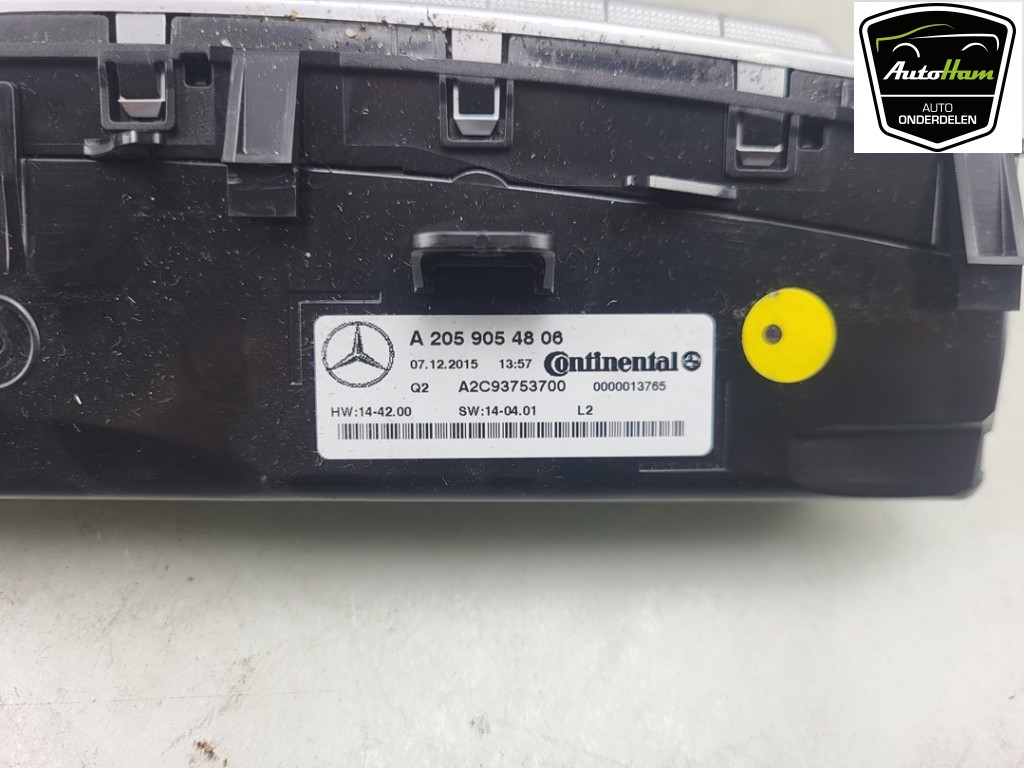 AutoHam
AUTO
ONDERDELEN
A 205 905 48 06
07.12.2015 13:57 Continental
Q2 A2C93753700 0000013765
HW:14-42.00 SW:14-04.01 L2